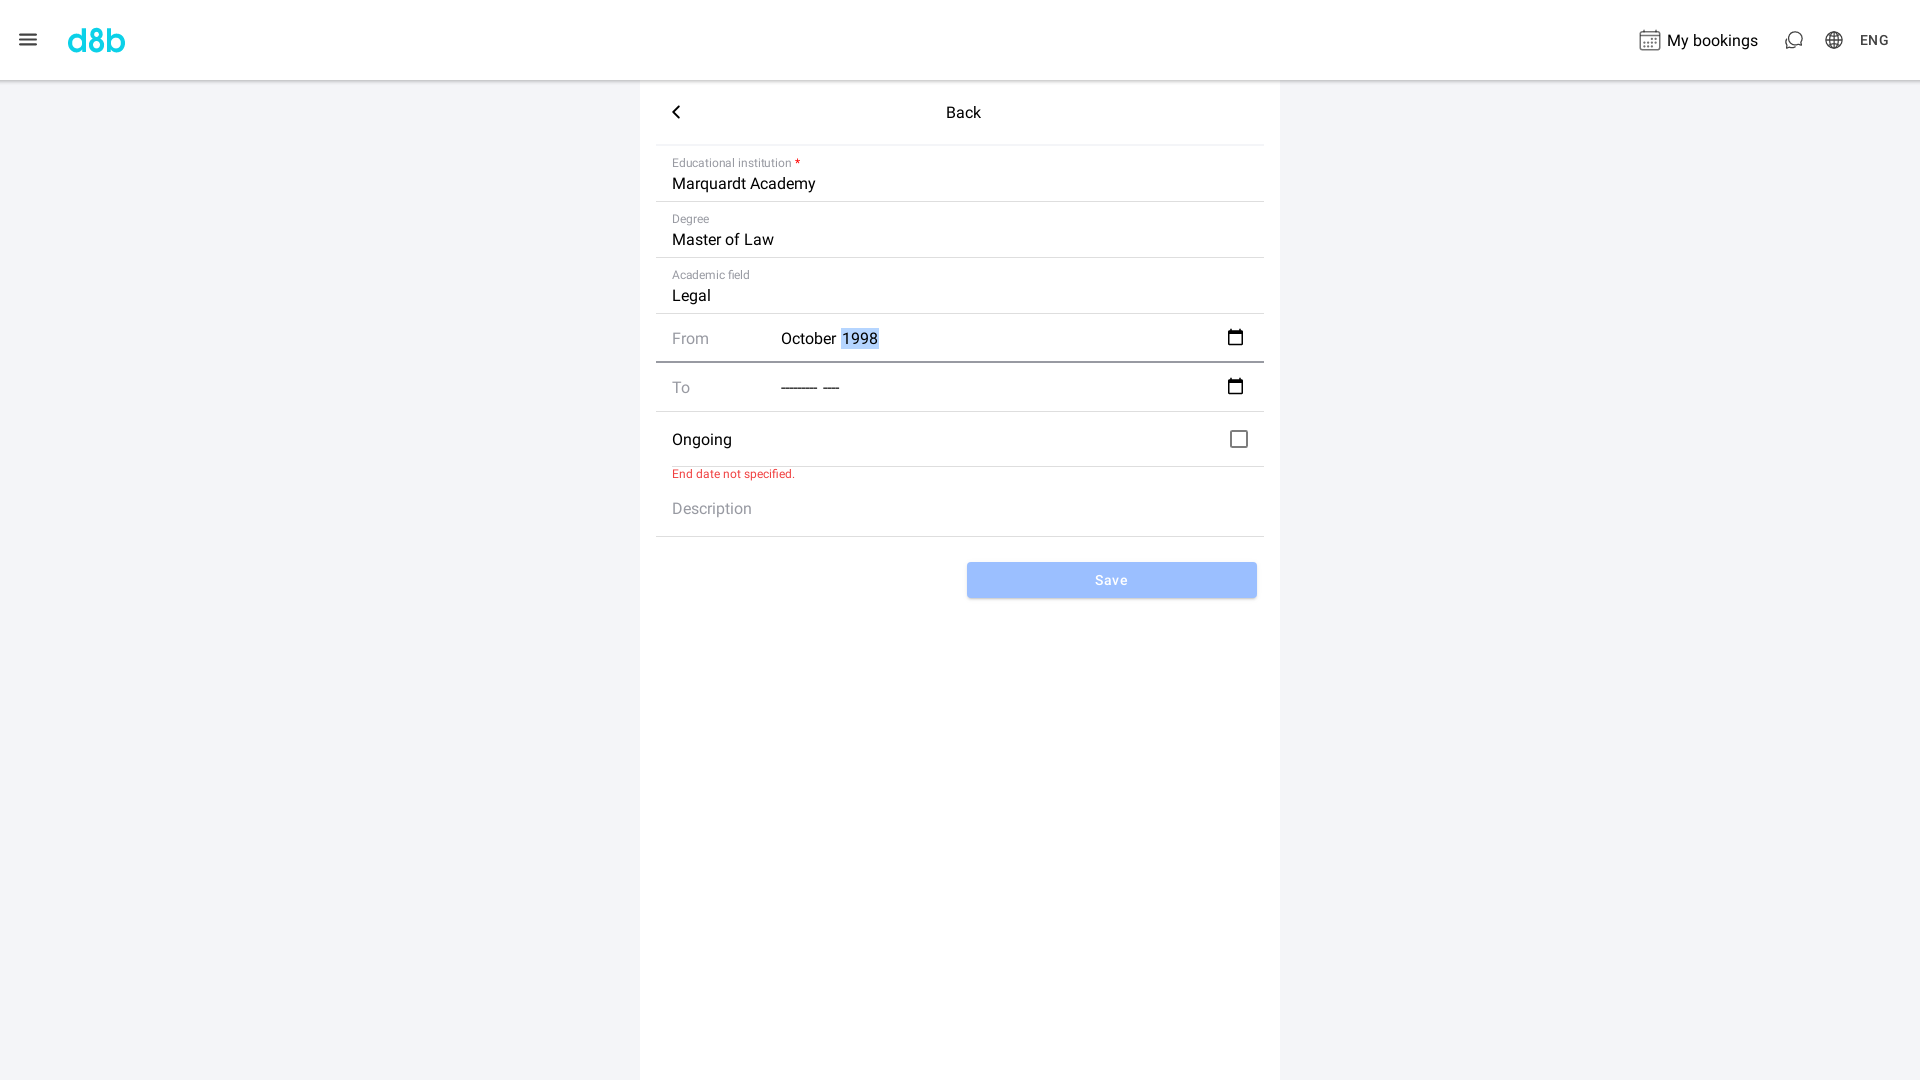 d8b
My bookings
ENG
Back
Educational institution *
Marquardt Academy
Degree
Master of Law
Academic field
Legal
From October 1998
To --------- ----
Ongoing
End date not specified.
Description
Save